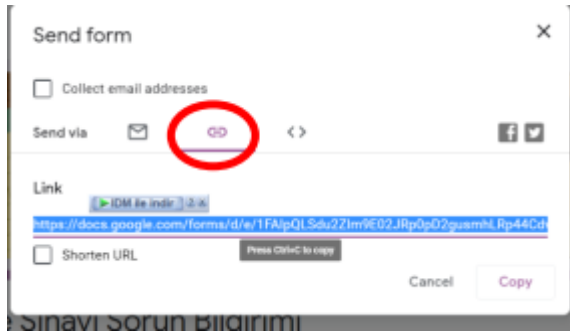 Send form
Collect email addresses
Send via
Link
IDM ile indir
https://docs.google.com/forms/d/e/
Shorten URL
Press Ctrl+C to copy
Cancel Copy
Sınavı Sorun Bildirimi